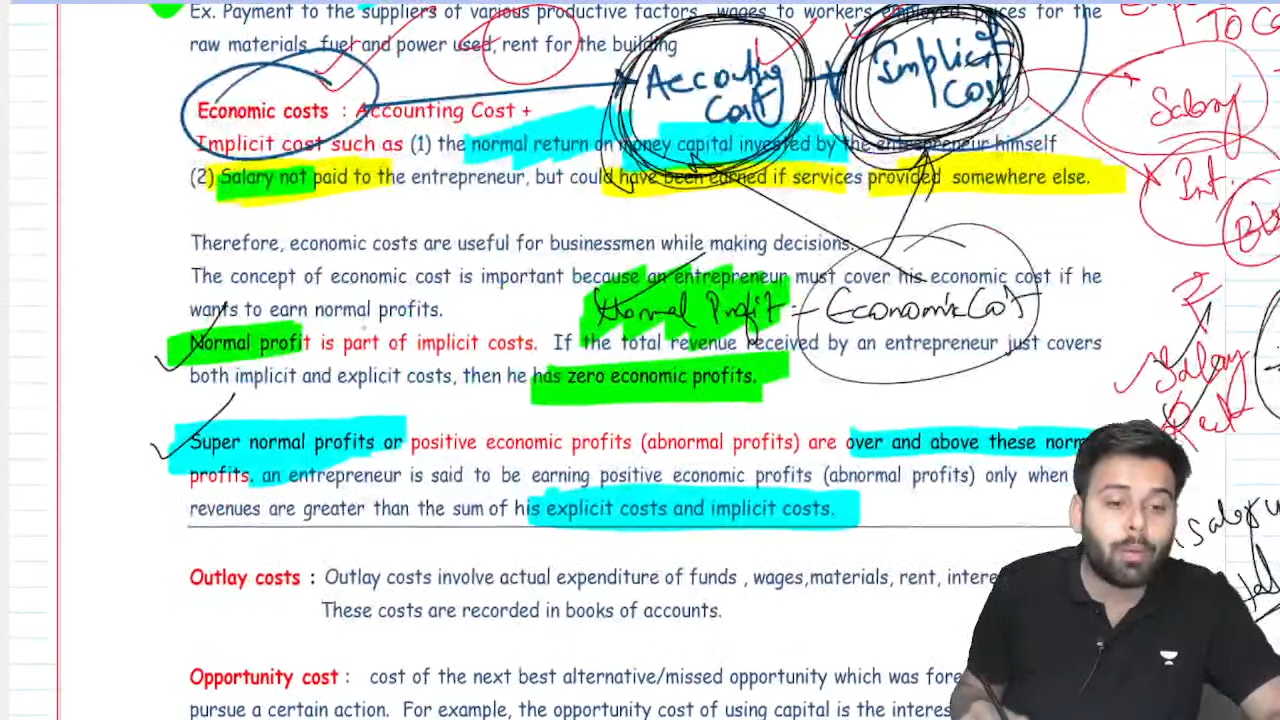 Ex. Payment to the suppliers of various productive factors, wages to workers employed, prices for the
raw materials, fuel and power used, rent for the building
To C
Accouting Cost + Implicit Cost
Salary
Economic costs : Accounting Cost +
Implicit cost such as (1) the normal return on money capital invested by the entrepreneur himself
(2) Salary not paid to the entrepreneur, but could have been earned if services provided somewhere else.
Int.
Therefore, economic costs are useful for businessmen while making decisions.
The concept of economic cost is important because an entrepreneur must cover his economic cost if he
wants to earn normal profits.
Normal Profit = Economic Cost
Normal profit is part of implicit costs. If the total revenue received by an entrepreneur just covers
both implicit and explicit costs, then he has zero economic profits.
Salary
Super normal profits or positive economic profits (abnormal profits) are over and above these norm
profits. an entrepreneur is said to be earning positive economic profits (abnormal profits) only when
revenues are greater than the sum of his explicit costs and implicit costs.
Salary
Outlay costs : Outlay costs involve actual expenditure of funds , wages,materials, rent, intere
These costs are recorded in books of accounts.
Opportunity cost : cost of the next best alternative/missed opportunity which was fore
pursue a certain action. For example, the opportunity cost of using capital is the interes